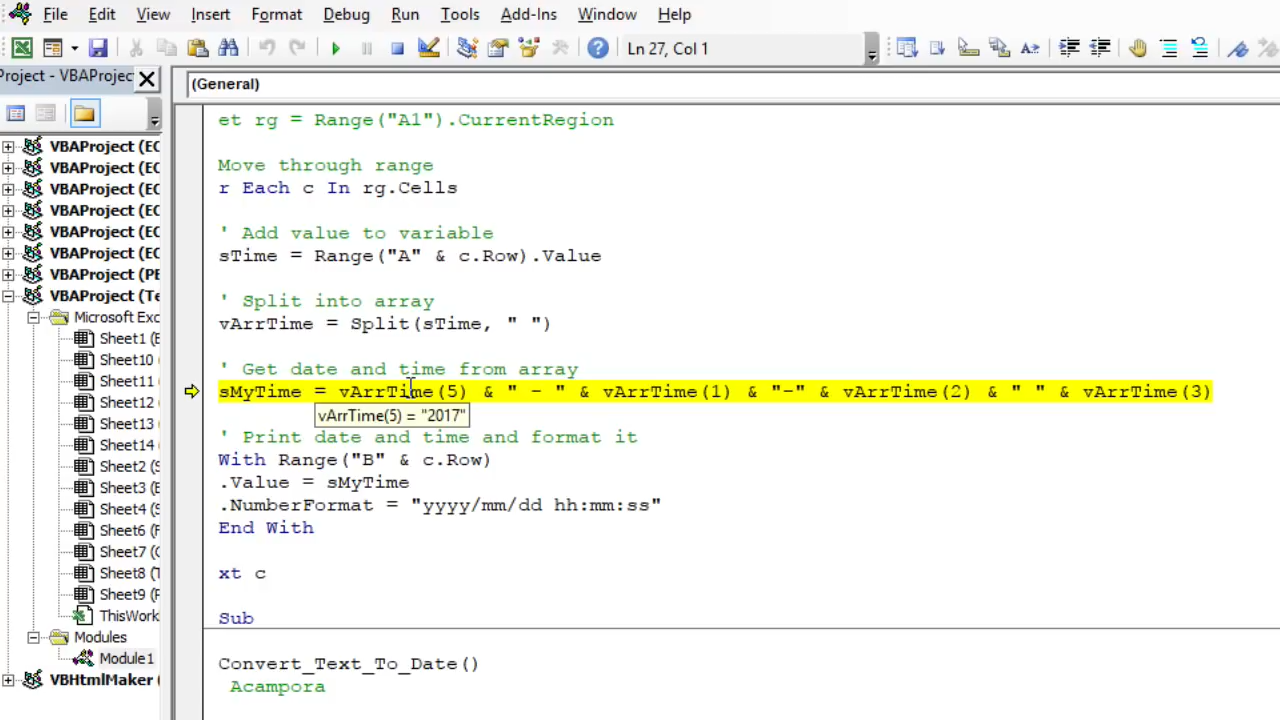 File Edit View Insert Format Debug Run Tools Add-Ins Window Help
Ln 27, Col 1
Project - VBAProjec
(General)
VBAProject (EC
VBAProject (EC
VBAProject (EC
VBAProject (EC
VBAProject (EC
VBAProject (EC
VBAProject (PE
VBAProject (Te
Microsoft Exc
Sheet1 (E
Sheet10
Sheet11
Sheet12
Sheet13
Sheet14
Sheet2 (S
Sheet3 (E
Sheet4 (S
Sheet6 (F
Sheet7 (C
Sheet8 (T
Sheet9 (F
ThisWork
Modules
Module1
VBHtmlMaker (
et rg = Range("A1").CurrentRegion
Move through range
r Each c In rg.Cells
' Add value to variable
sTime = Range("A" & c.Row).Value
' Split into array
vArrTime = Split(sTime, " ")
' Get date and time from array
sMyTime = vArrTime(5) & " - " & vArrTime(1) & "-" & vArrTime(2) & " " & vArrTime(3)
vArrTime(5) = "2017"
' Print date and time and format it
With Range("B" & c.Row)
.Value = sMyTime
.NumberFormat = "yyyy/mm/dd hh:mm:ss"
End With
xt c
Sub
Convert_Text_To_Date()
Acampora